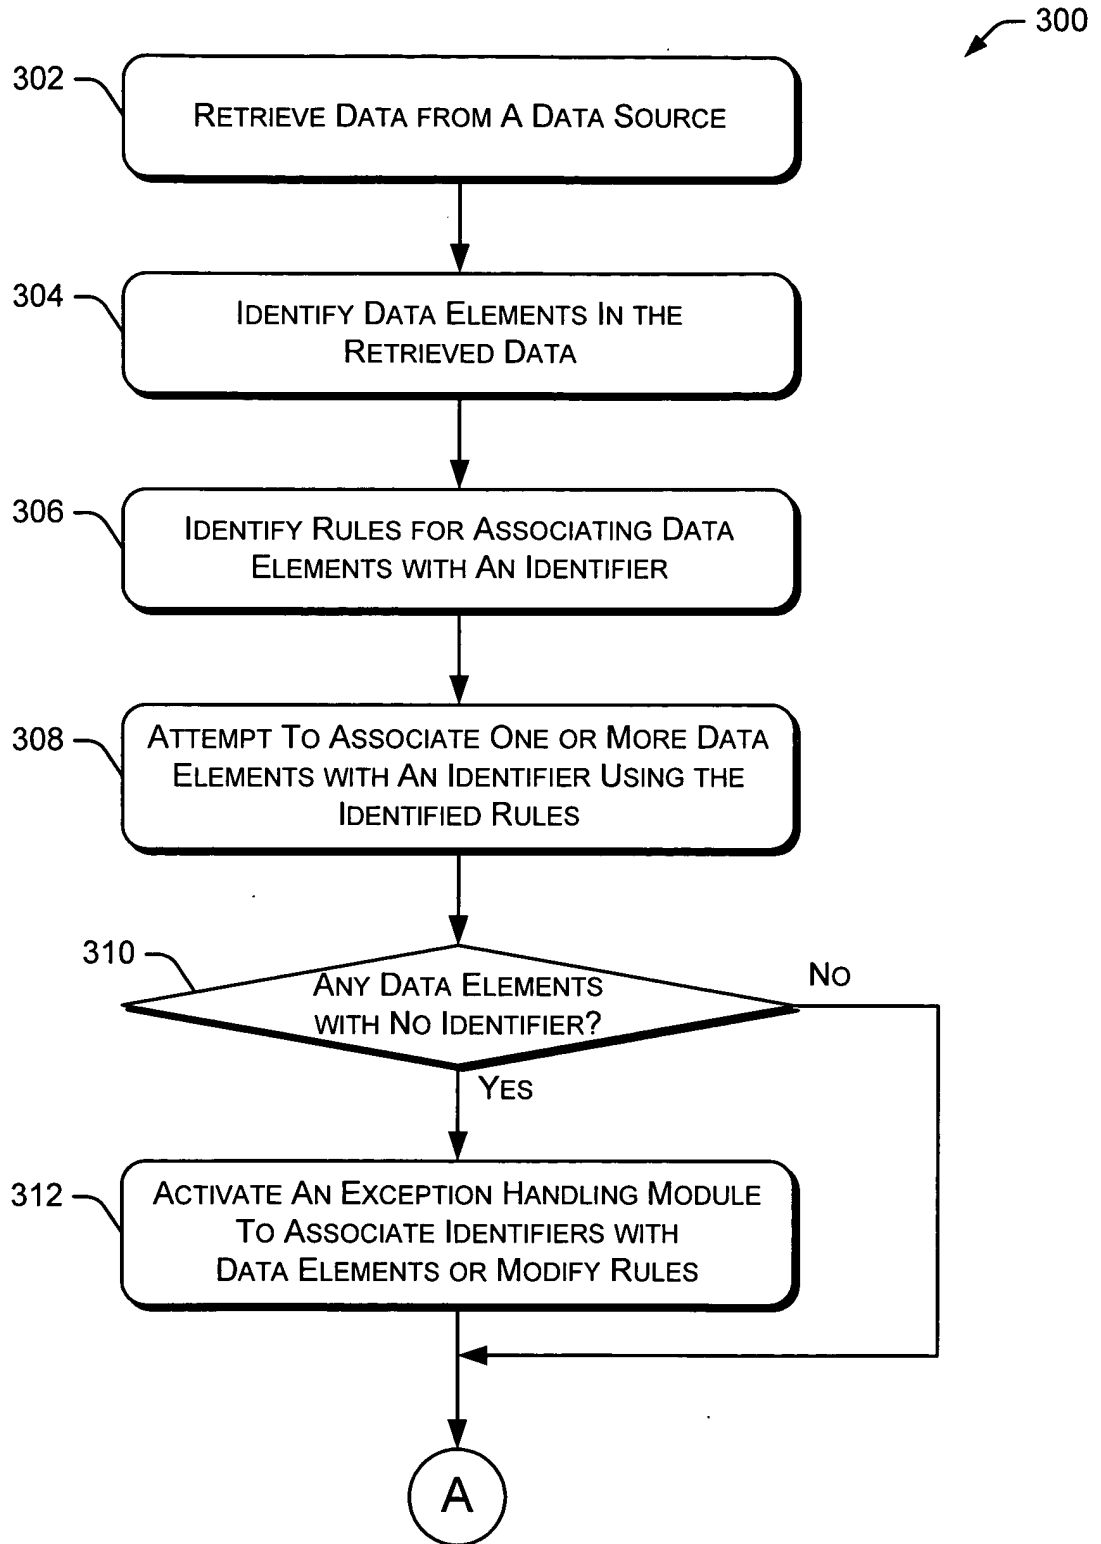 300
302
RETRIEVE DATA FROM A DATA SOURCE
304
IDENTIFY DATA ELEMENTS IN THE
RETRIEVED DATA
306
IDENTIFY RULES FOR ASSOCIATING DATA
ELEMENTS WITH AN IDENTIFIER
308
ATTEMPT TO ASSOCIATE ONE OR MORE DATA
ELEMENTS WITH AN IDENTIFIER USING THE
IDENTIFIED RULES
310
ANY DATA ELEMENTS
WITH NO IDENTIFIER?
NO
YES
312
ACTIVATE AN EXCEPTION HANDLING MODULE
TO ASSOCIATE IDENTIFIERS WITH
DATA ELEMENTS OR MODIFY RULES
A